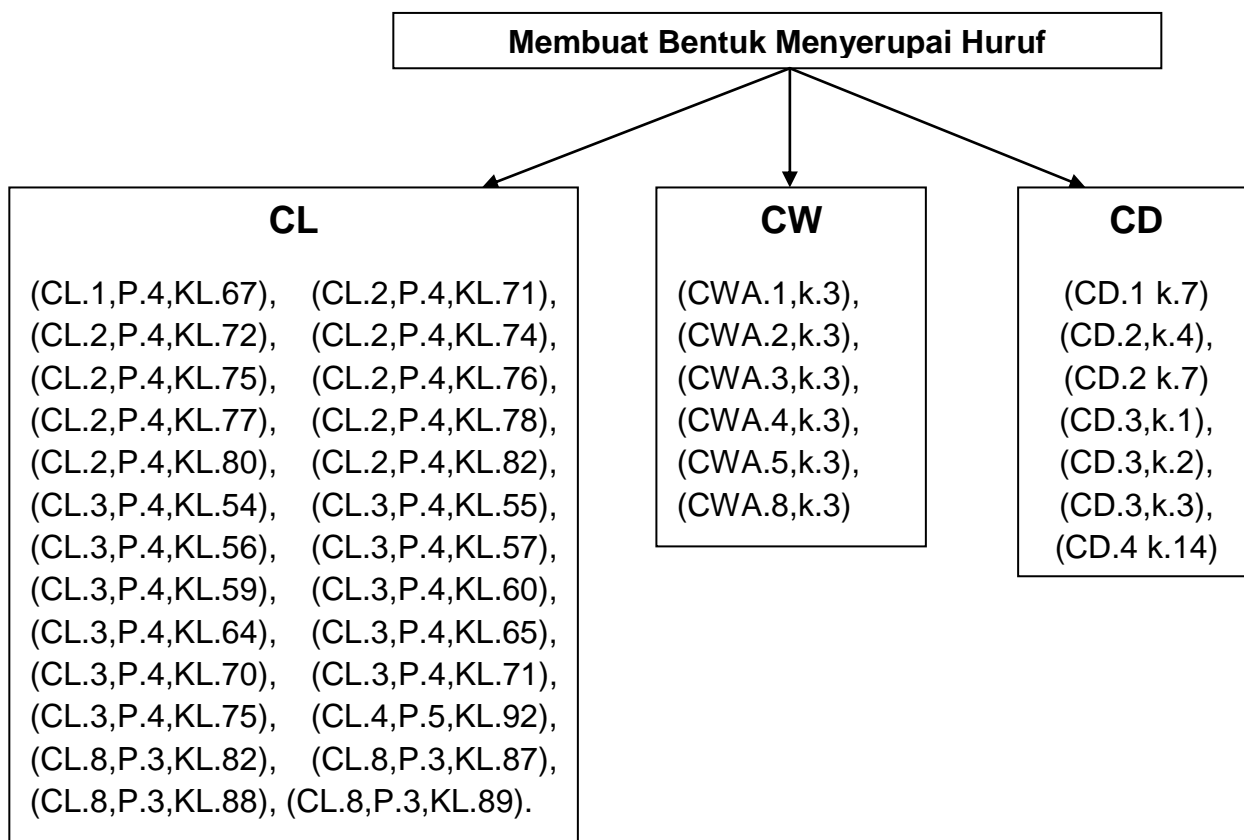 Membuat Bentuk Menyerupai Huruf
CL
(CL.1,P.4,KL.67), (CL.2,P.4,KL.71),
(CL.2,P.4,KL.72), (CL.2,P.4,KL.74),
(CL.2,P.4,KL.75), (CL.2,P.4,KL.76),
(CL.2,P.4,KL.77), (CL.2,P.4,KL.78),
(CL.2,P.4,KL.80), (CL.2,P.4,KL.82),
(CL.3,P.4,KL.54), (CL.3,P.4,KL.55),
(CL.3,P.4,KL.56), (CL.3,P.4,KL.57),
(CL.3,P.4,KL.59), (CL.3,P.4,KL.60),
(CL.3,P.4,KL.64), (CL.3,P.4,KL.65),
(CL.3,P.4,KL.70), (CL.3,P.4,KL.71),
(CL.3,P.4,KL.75), (CL.4,P.5,KL.92),
(CL.8,P.3,KL.82), (CL.8,P.3,KL.87),
(CL.8,P.3,KL.88), (CL.8,P.3,KL.89).
CW
(CWA.1,k.3),
(CWA.2,k.3),
(CWA.3,k.3),
(CWA.4,k.3),
(CWA.5,k.3),
(CWA.8,k.3)
CD
(CD.1 k.7)
(CD.2,k.4),
(CD.2 k.7)
(CD.3,k.1),
(CD.3,k.2),
(CD.3,k.3),
(CD.4 k.14)